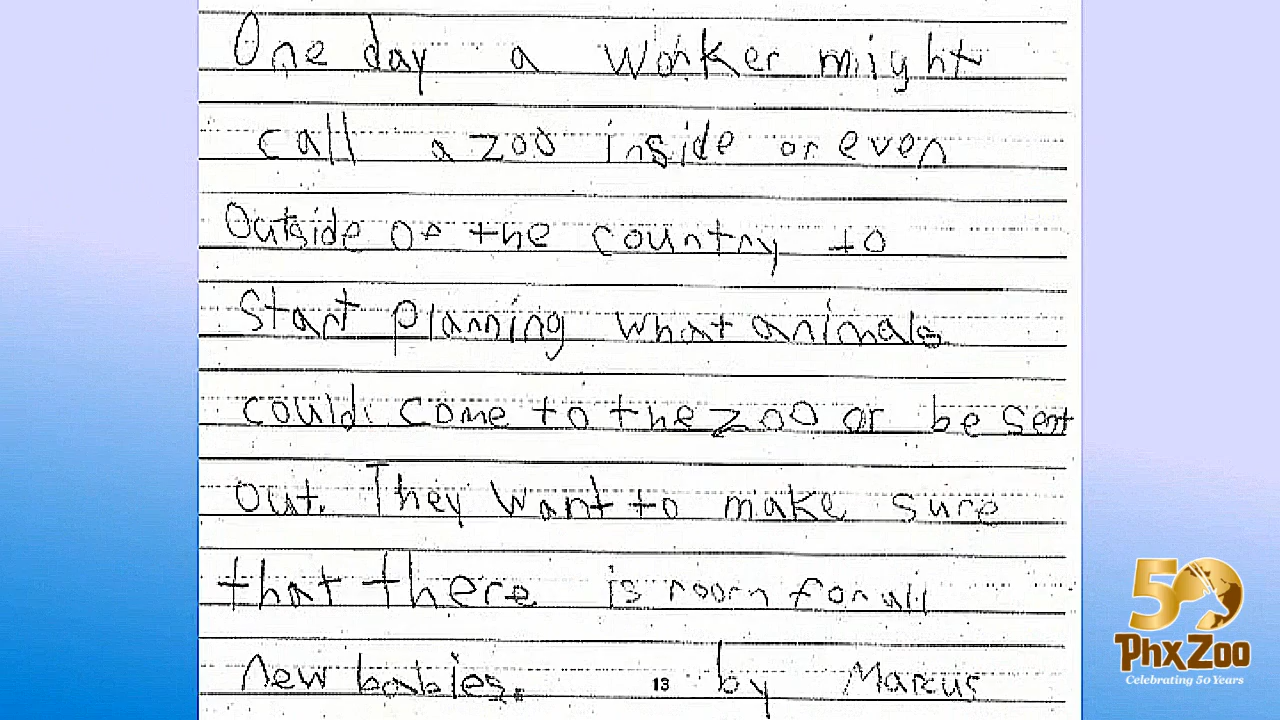 One day a worker might
call a zoo inside or even
Outside of the country to
Start planning what animals
could come to the zoo or be sent
out. They want to make sure
that there is room for all
new babies. 13 by Marcus
50
PhxZoo
Celebrating 50 Years